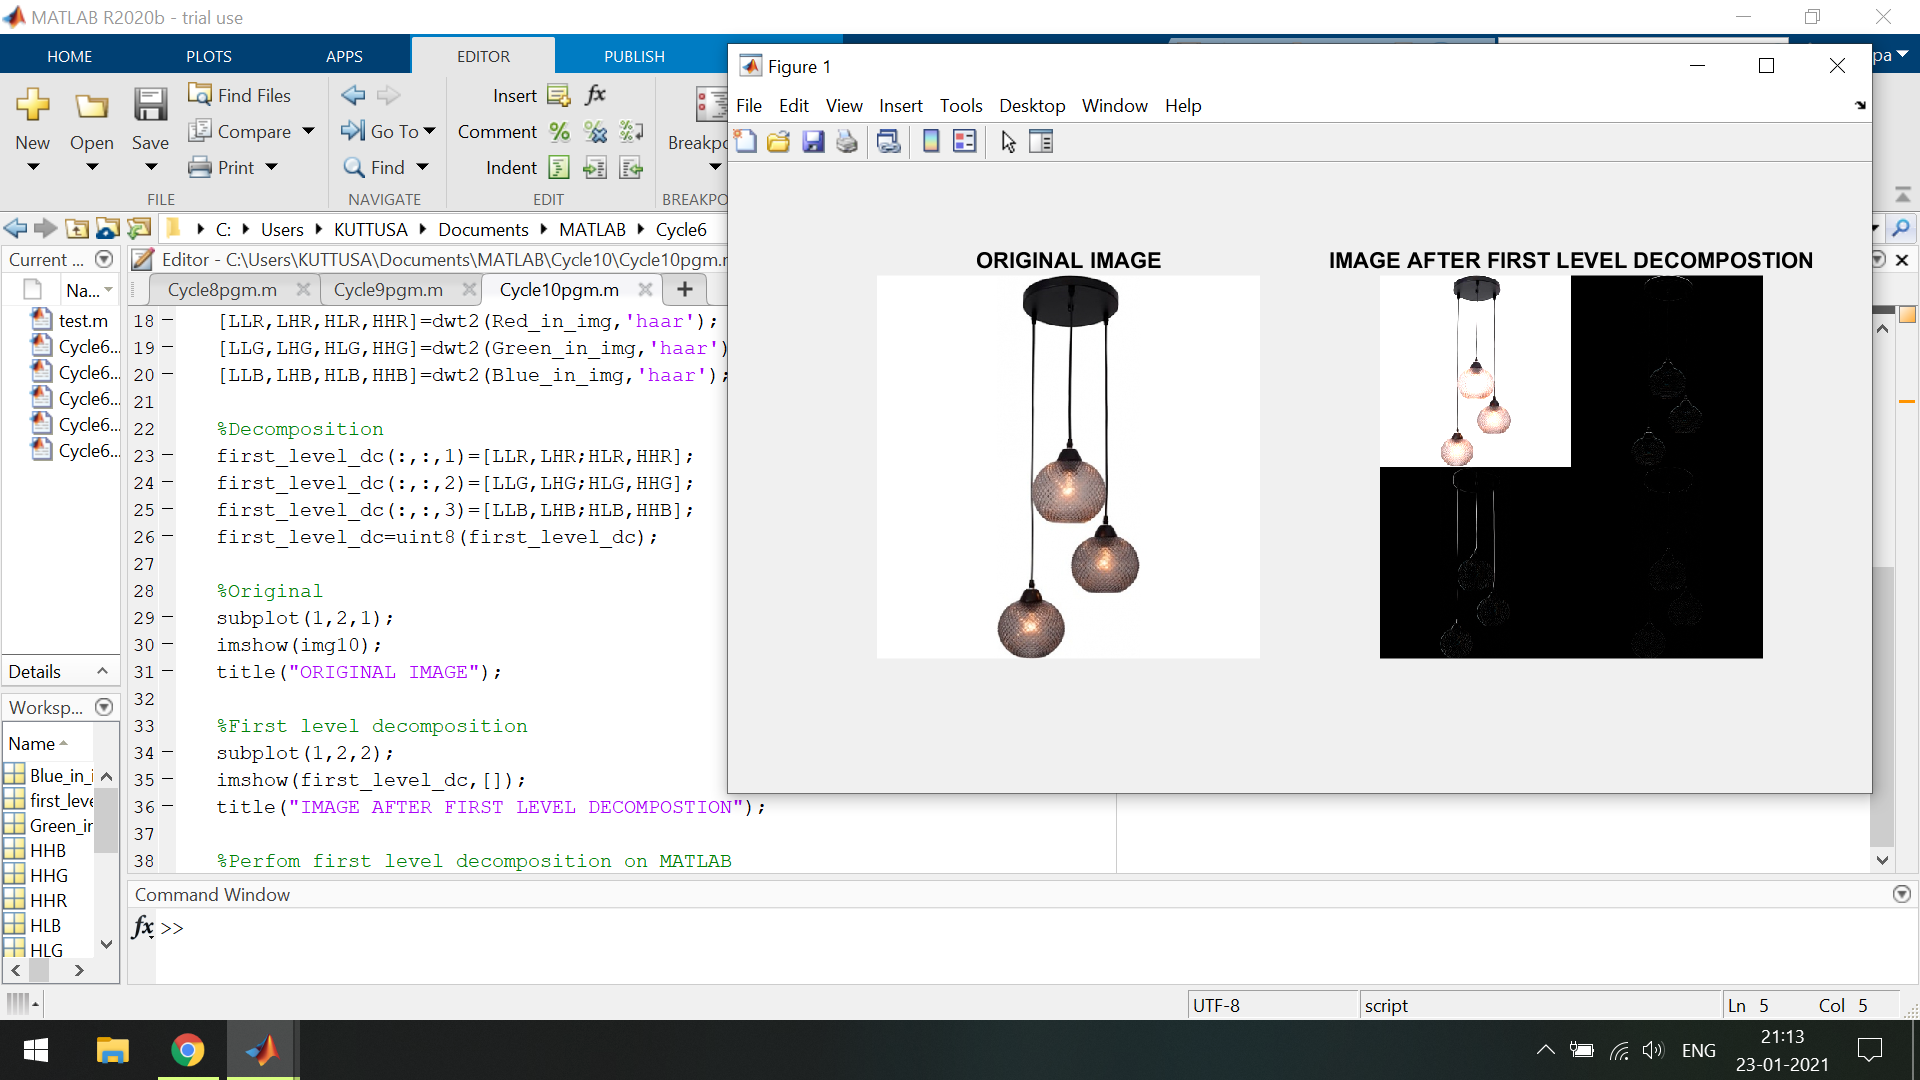 MATLAB R2020b - trial use
HOME PLOTS APPS EDITOR PUBLISH
New
Open
Save
Find Files
Compare
Print
FILE
Go To
Find
NAVIGATE
Insert fx
Comment
Indent
EDIT
C: Users KUTTUSA Documents MATLAB Cycle6
Current ...
Na...
test.m
Cycle6...
Cycle6...
Cycle6...
Cycle6...
Cycle6...
Details
Worksp...
Name
HHB
HHG
HHR
HLB
HLG
Editor - C:\Users\KUTTUSA\Documents\MATLAB\Cycle10\Cycle10pgm.
Cycle8pgm.m Cycle9pgm.m Cycle10pgm.m
18 [LLR,LHR,HLR,HHR]=dwt2(Red_in_img,'haar');
19 [LLG,LHG,HLG,HHG]=dwt2(Green_in_img,'haar')
20 [LLB,LHB,HLB,HHB]=dwt2(Blue_in_img,'haar');
21
22 %Decomposition
23 first_level_dc(:,:,1)=[LLR,LHR;HLR,HHR];
24 first_level_dc(:,:,2)=[LLG,LHG;HLG,HHG];
25 first_level_dc(:,:,3)=[LLB,LHB;HLB,HHB];
26 first_level_dc=uint8(first_level_dc);
27
28 %Original
29 subplot(1,2,1);
30 imshow(img10);
31 title("ORIGINAL IMAGE");
32
33 %First level decomposition
34 subplot(1,2,2);
35 imshow(first_level_dc,[]);
36 title("IMAGE AFTER FIRST LEVEL DECOMPOSTION");
37
38 %Perfom first level decomposition on MATLAB
Command Window
fx >>
Figure 1
File Edit View Insert Tools Desktop Window Help
ORIGINAL IMAGE
IMAGE AFTER FIRST LEVEL DECOMPOSTION
UTF-8
script
Ln 5 Col 5
ENG
21:13
23-01-2021